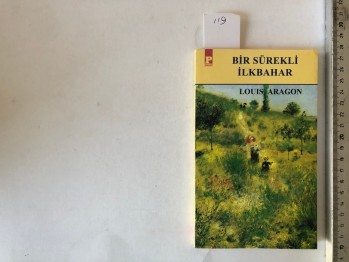 119
BİR SÜREKLİ
İLKBAHAR
LOUIS ARAGON